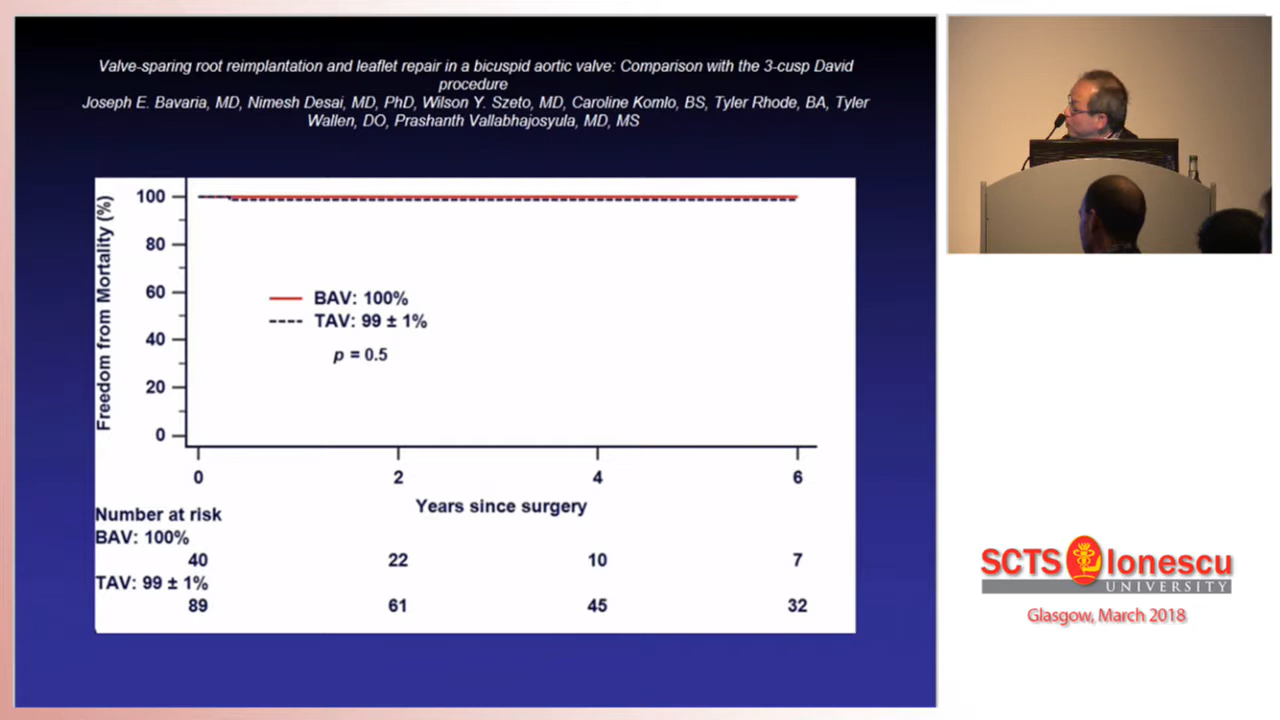 Valve-sparing root reimplantation and leaflet repair in a bicuspid aortic valve: Comparison with the 3-cusp David
procedure
Joseph E. Bavaria, MD, Nimesh Desai, MD, PhD, Wilson Y. Szeto, MD, Caroline Komlo, BS, Tyler Rhode, BA, Tyler
Wallen, DO, Prashanth Vallabhajosyula, MD, MS
Freedom from Mortality (%)
100
80
60
40
20
0
BAV: 100%
TAV: 99 ± 1%
p = 0.5
0 2 4 6
Years since surgery
Number at risk
BAV: 100%
40 22 10 7
TAV: 99 ± 1%
89 61 45 32
SCTS Ionescu
UNIVERSITY
Glasgow, March 2018